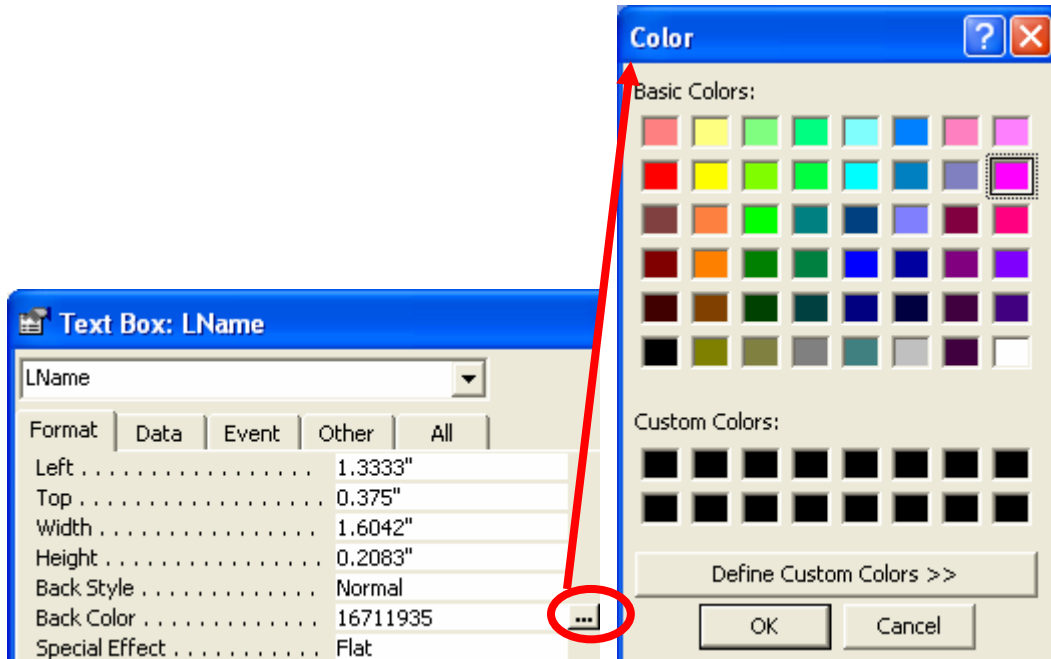 Color
Basic Colors:
Custom Colors:
Define Custom Colors >>
OK Cancel
Text Box: LName
LName
Format Data Event Other All
Left . . . . . . . . . . . . . . . . . 1.3333"
Top . . . . . . . . . . . . . . . . . . 0.375"
Width . . . . . . . . . . . . . . . . 1.6042"
Height . . . . . . . . . . . . . . . . 0.2083"
Back Style . . . . . . . . . . . . . Normal
Back Color . . . . . . . . . . . . . 16711935 ...
Special Effect . . . . . . . . . . . Flat